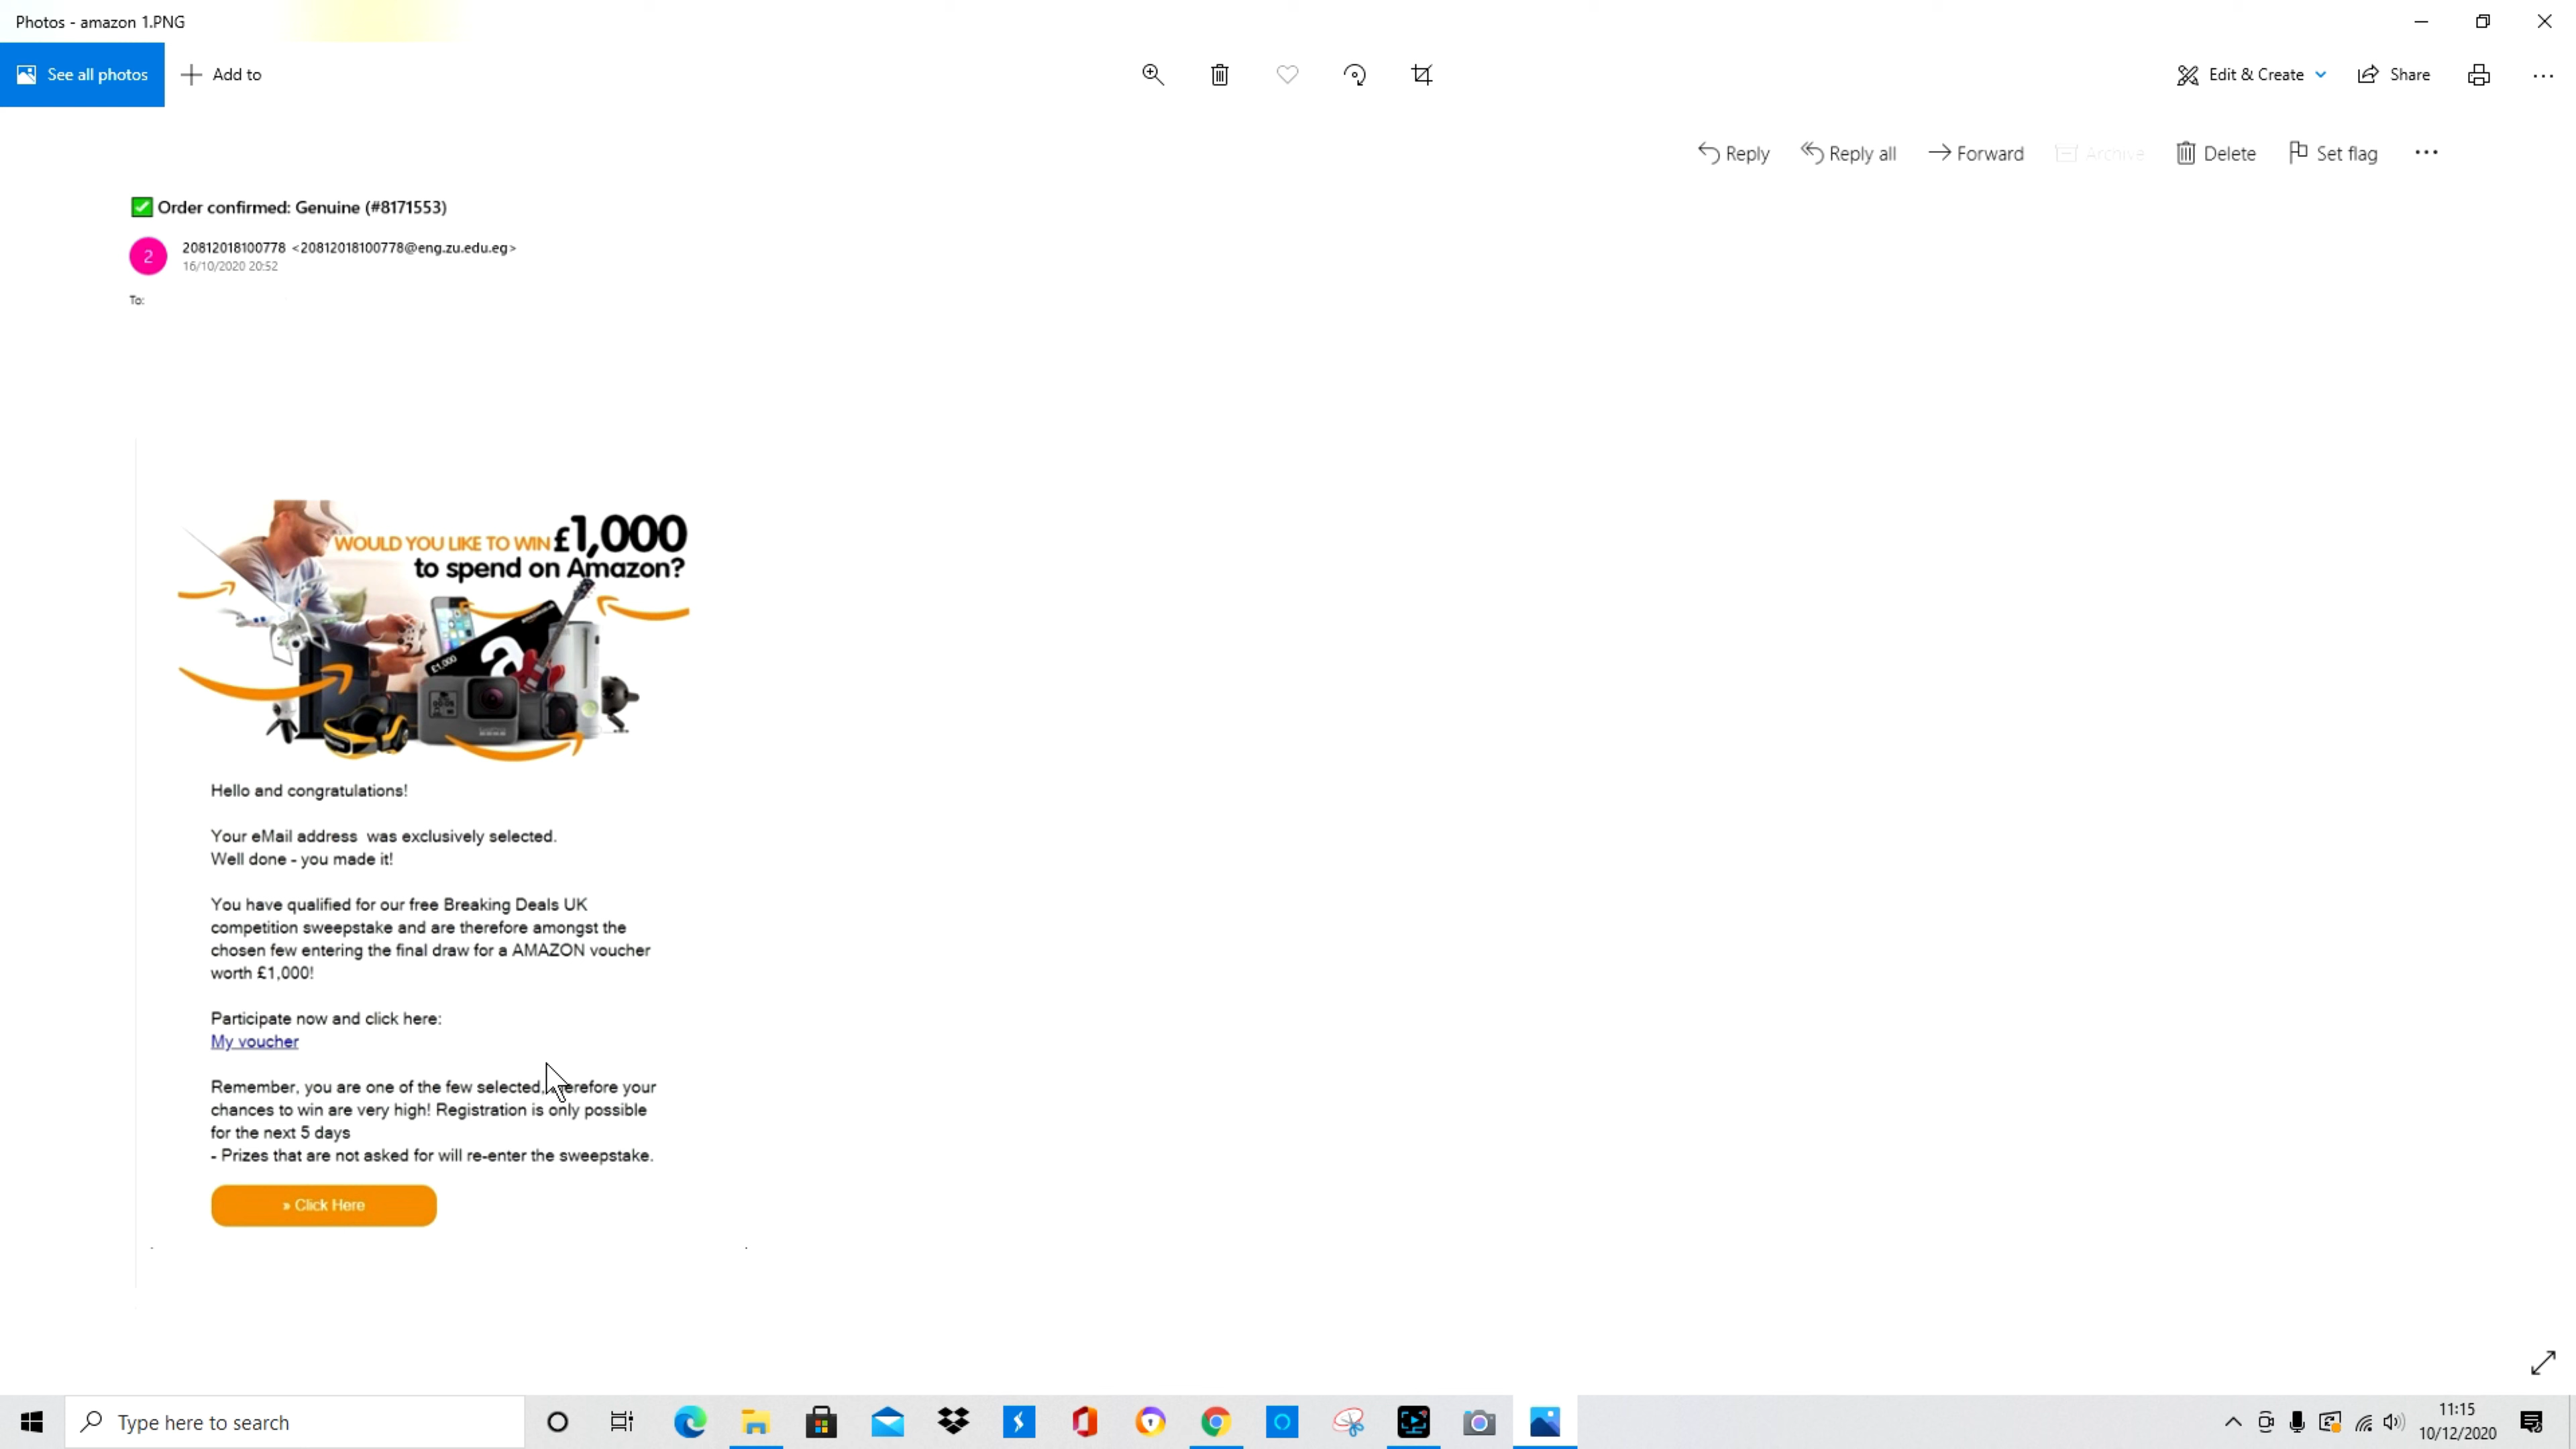 Photos - amazon 1.PNG
See all photos
Add to
Edit & Create
Share
Reply
Reply all
Forward
Archive
Delete
Set flag
Order confirmed: Genuine (#8171553)
2
20812018100778 <20812018100778@eng.zu.edu.eg>
16/10/2020 20:52
To:
WOULD YOU LIKE TO WIN £1,000
to spend on Amazon?
£1,000
Hello and congratulations!
Your eMail address  was exclusively selected.
Well done - you made it!
You have qualified for our free Breaking Deals UK
competition sweepstake and are therefore amongst the
chosen few entering the final draw for a AMAZON voucher
worth £1,000!
Participate now and click here:
My voucher
Remember, you are one of the few selected, therefore your
chances to win are very high! Registration is only possible
for the next 5 days
- Prizes that are not asked for will re-enter the sweepstake.
» Click Here
Type here to search
11:15
10/12/2020